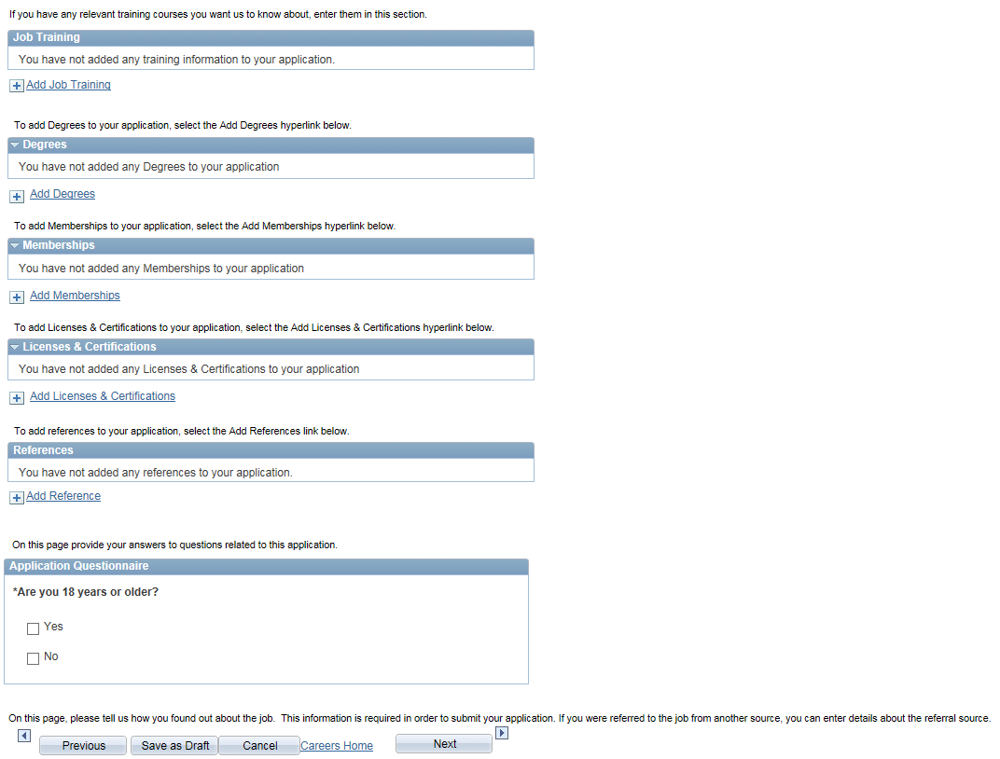 If you have any relevant training courses you want us to know about, enter them in this section.
Job Training
You have not added any training information to your application.
Add Job Training
To add Degrees to your application, select the Add Degrees hyperlink below.
Degrees
You have not added any Degrees to your application
Add Degrees
To add Memberships to your application, select the Add Memberships hyperlink below.
Memberships
You have not added any Memberships to your application
Add Memberships
To add Licenses & Certifications to your application, select the Add Licenses & Certifications hyperlink below.
Licenses & Certifications
You have not added any Licenses & Certifications to your application
Add Licenses & Certifications
To add references to your application, select the Add References link below.
References
You have not added any references to your application.
Add Reference
On this page provide your answers to questions related to this application.
Application Questionnaire
*Are you 18 years or older?
Yes
No
On this page, please tell us how you found out about the job. This information is required in order to submit your application. If you were referred to the job from another source, you can enter details about the referral source.
Previous Save as Draft Cancel Careers Home Next